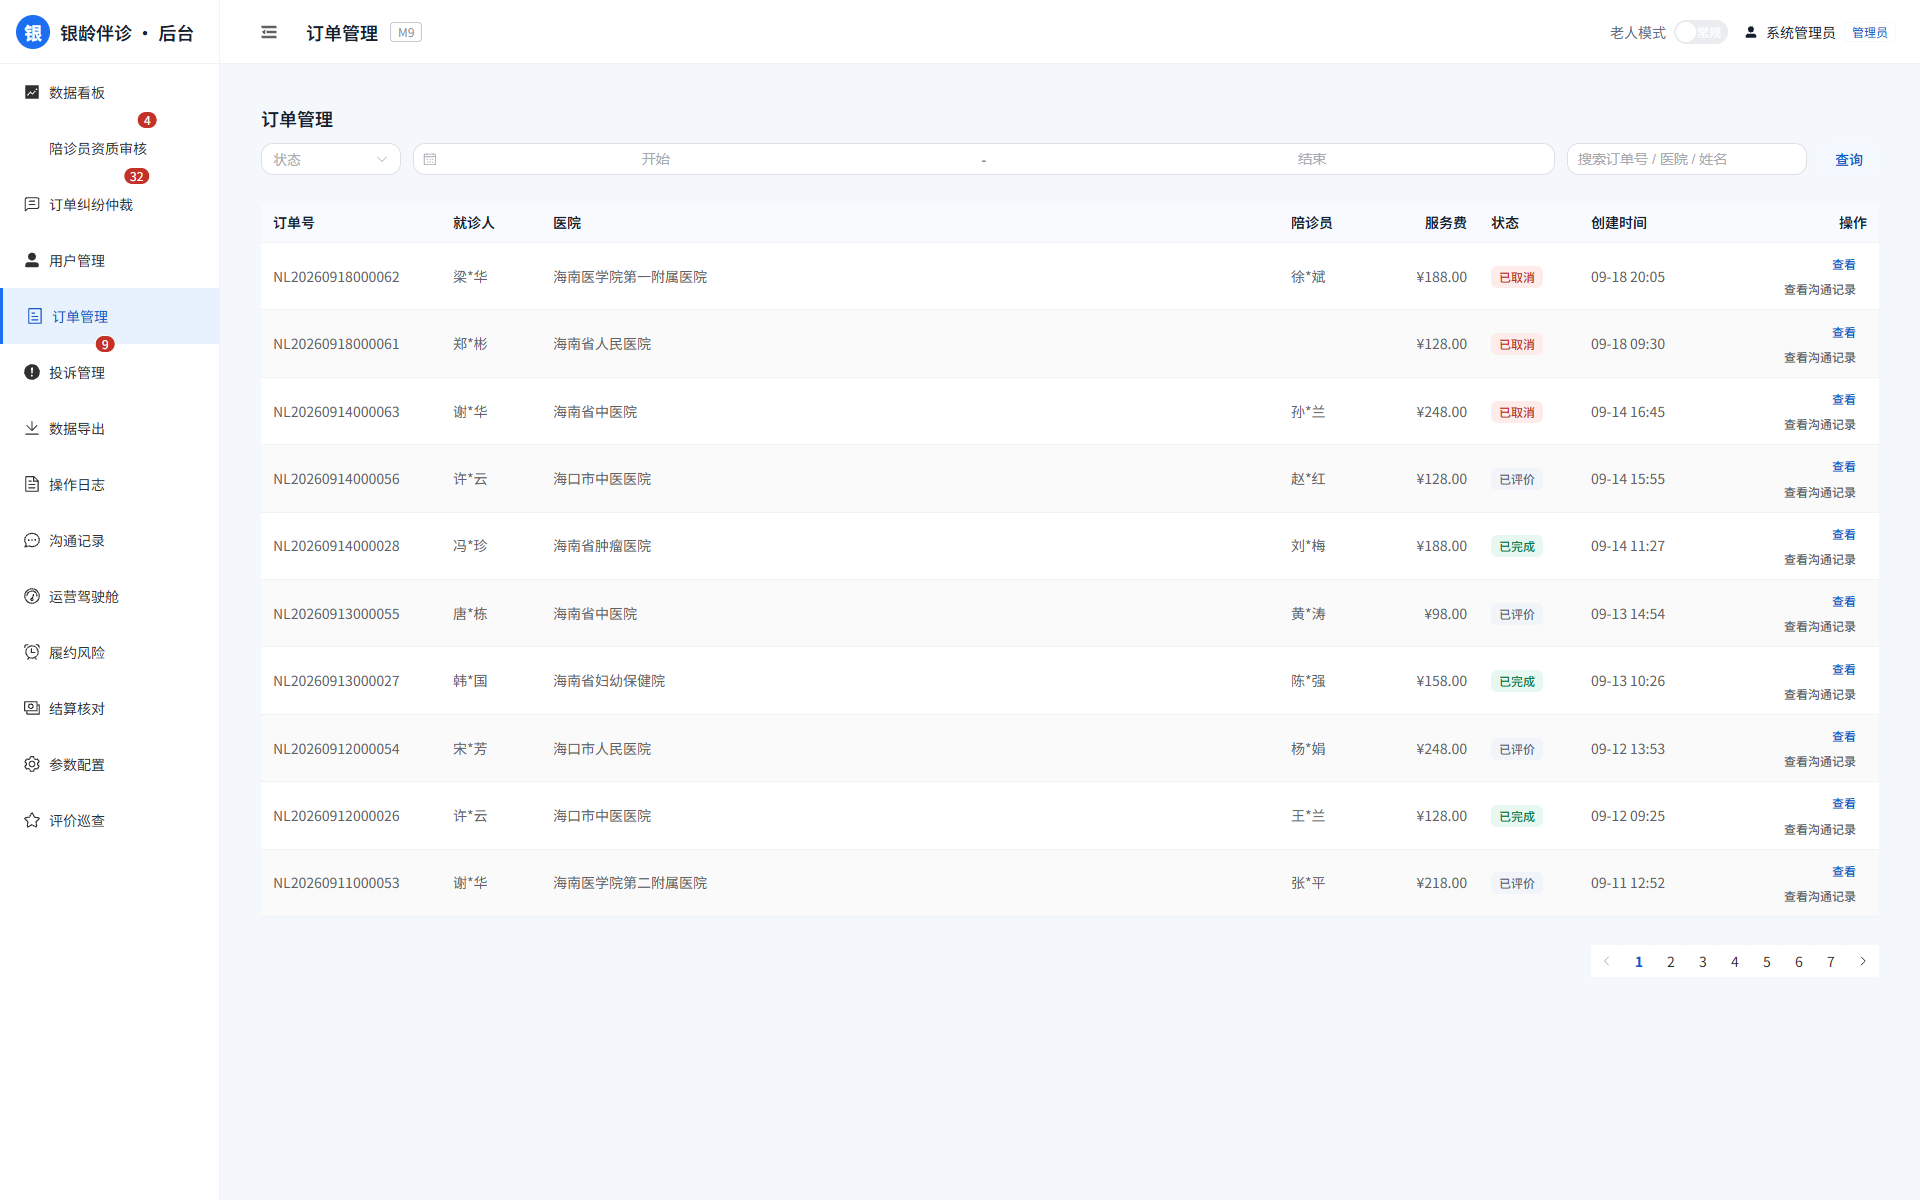 银 银龄伴诊 · 后台
订单管理 M9
老人模式 常规 系统管理员 管理员
数据看板
4
陪诊员资质审核
32
订单纠纷仲裁
用户管理
订单管理
9
投诉管理
数据导出
操作日志
沟通记录
运营驾驶舱
履约风险
结算核对
参数配置
评价巡查
订单管理
状态 开始 - 结束 搜索订单号 / 医院 / 姓名 查询
订单号 就诊人 医院 陪诊员 服务费 状态 创建时间 操作
NL20260918000062 梁*华 海南医学院第一附属医院 徐*斌 ¥188.00 已取消 09-18 20:05 查看
查看沟通记录
NL20260918000061 郑*彬 海南省人民医院 ¥128.00 已取消 09-18 09:30 查看
查看沟通记录
NL20260914000063 谢*华 海南省中医院 孙*兰 ¥248.00 已取消 09-14 16:45 查看
查看沟通记录
NL20260914000056 许*云 海口市中医医院 赵*红 ¥128.00 已评价 09-14 15:55 查看
查看沟通记录
NL20260914000028 冯*珍 海南省肿瘤医院 刘*梅 ¥188.00 已完成 09-14 11:27 查看
查看沟通记录
NL20260913000055 唐*栋 海南省中医院 黄*涛 ¥98.00 已评价 09-13 14:54 查看
查看沟通记录
NL20260913000027 韩*国 海南省妇幼保健院 陈*强 ¥158.00 已完成 09-13 10:26 查看
查看沟通记录
NL20260912000054 宋*芳 海口市人民医院 杨*娟 ¥248.00 已评价 09-12 13:53 查看
查看沟通记录
NL20260912000026 许*云 海口市中医医院 王*兰 ¥128.00 已完成 09-12 09:25 查看
查看沟通记录
NL20260911000053 谢*华 海南医学院第二附属医院 张*平 ¥218.00 已评价 09-11 12:52 查看
查看沟通记录
1 2 3 4 5 6 7